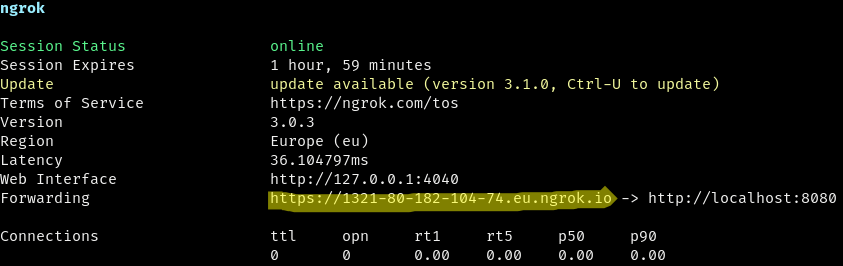 ngrok
Session Status online
Session Expires 1 hour, 59 minutes
Update update available (version 3.1.0, Ctrl-U to update)
Terms of Service https://ngrok.com/tos
Version 3.0.3
Region Europe (eu)
Latency 36.104797ms
Web Interface http://127.0.0.1:4040
Forwarding https://1321-80-182-104-74.eu.ngrok.io -> http://localhost:8080
Connections ttl opn rt1 rt5 p50 p90
0 0 0.00 0.00 0.00 0.00